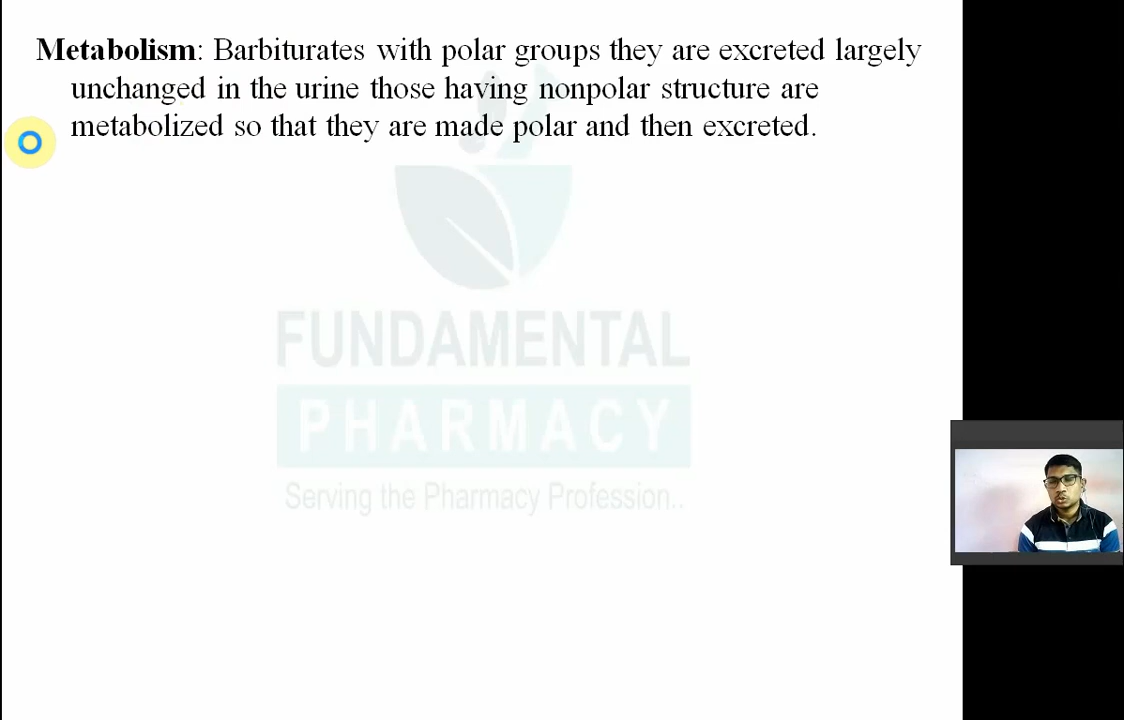 Metabolism: Barbiturates with polar groups they are excreted largely
unchanged in the urine those having nonpolar structure are
metabolized so that they are made polar and then excreted.
FUNDAMENTAL
PHARMACY
Serving the Pharmacy Profession..